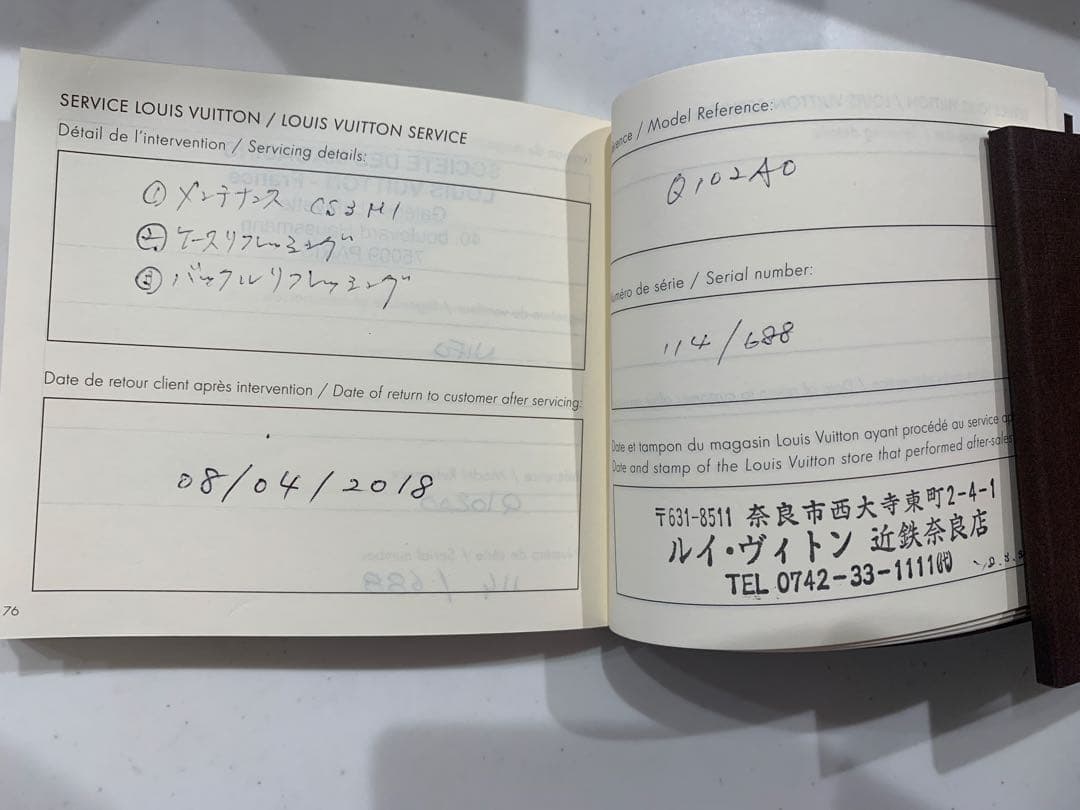 SERVICE LOUIS VUITTON / LOUIS VUITTON SERVICE
Détail de l'intervention / Servicing details:
① メンテナンス CS3H1
② ケースリフレッシング
③ バックルリフレッシング
Date de retour client après intervention / Date of return to customer after servicing:
08/04/2018
76
/ Model Reference:
Q102A0
de série / Serial number:
114/688
Date et tampon du magasin Louis Vuitton ayant procédé au service
Date and stamp of the Louis Vuitton store that performed after-sales
〒631-8511 奈良市西大寺東町2-4-1
ルイ・ヴィトン 近鉄奈良店
TEL 0742-33-1111㈹